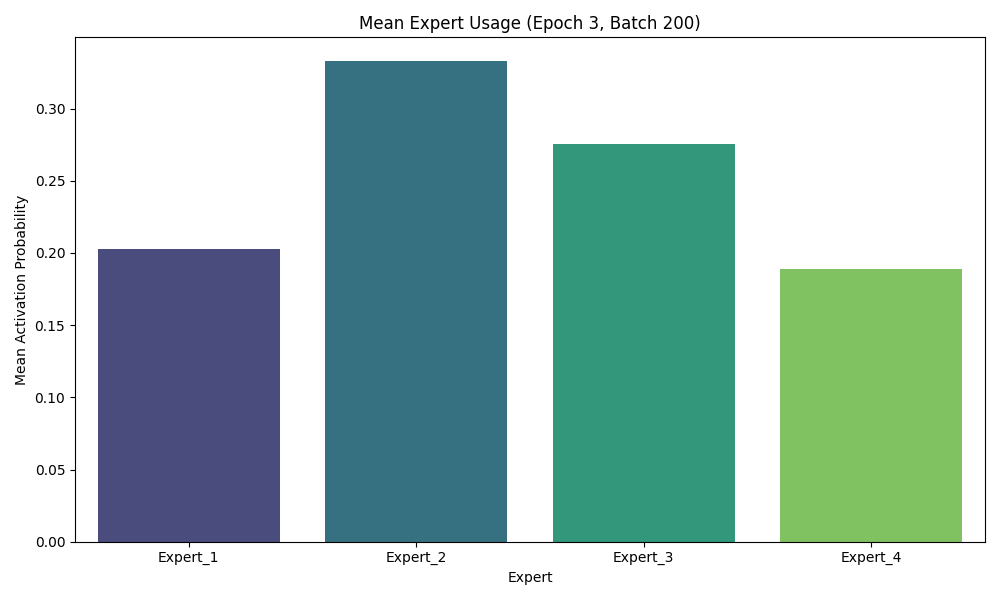 Mean Expert Usage (Epoch 3, Batch 200)
Mean Activation Probability
0.30
0.25
0.20
0.15
0.10
0.05
0.00
Expert_1
Expert_2
Expert_3
Expert_4
Expert